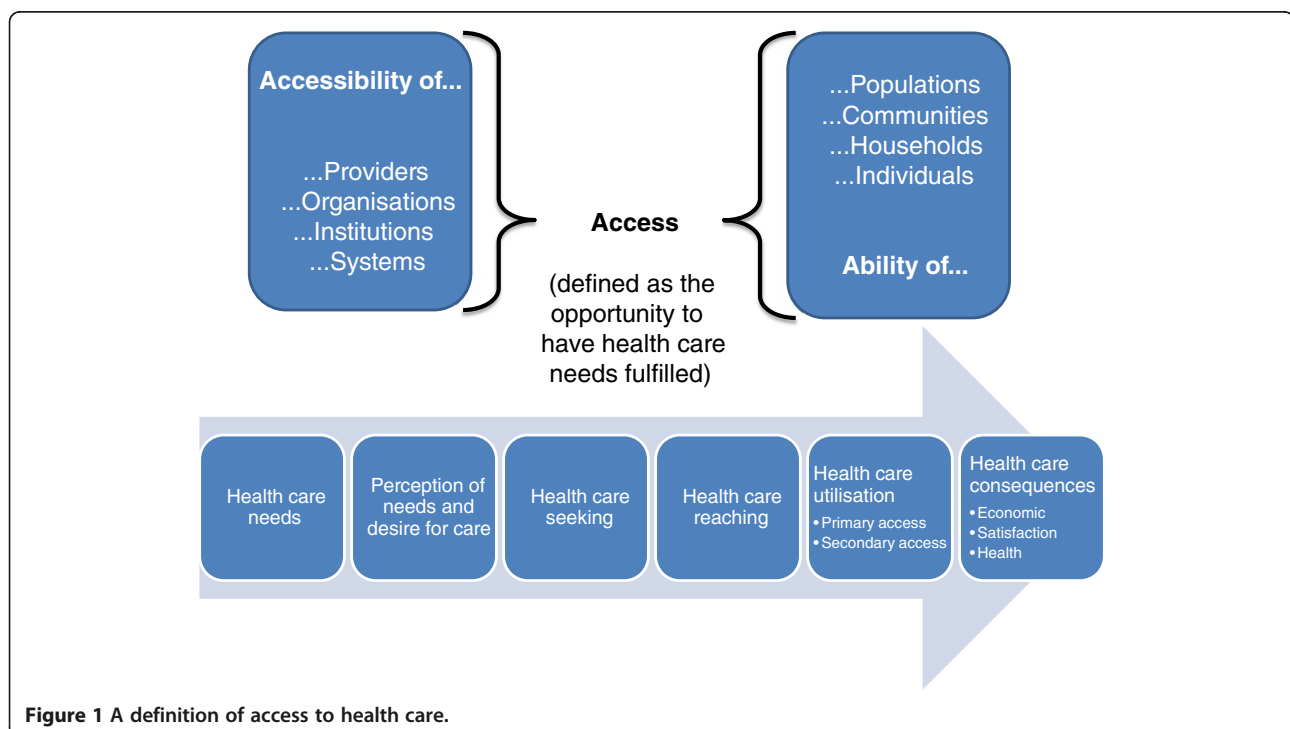 Accessibility of...
...Providers
...Organisations
...Institutions
...Systems
Access
(defined as the
opportunity to
have health care
needs fulfilled)
...Populations
...Communities
...Households
...Individuals
Ability of...
Health care
needs
Perception of
needs and
desire for care
Health care
seeking
Health care
reaching
Health care
utilisation
• Primary access
• Secondary access
Health care
consequences
• Economic
• Satisfaction
• Health
Figure 1 A definition of access to health care.